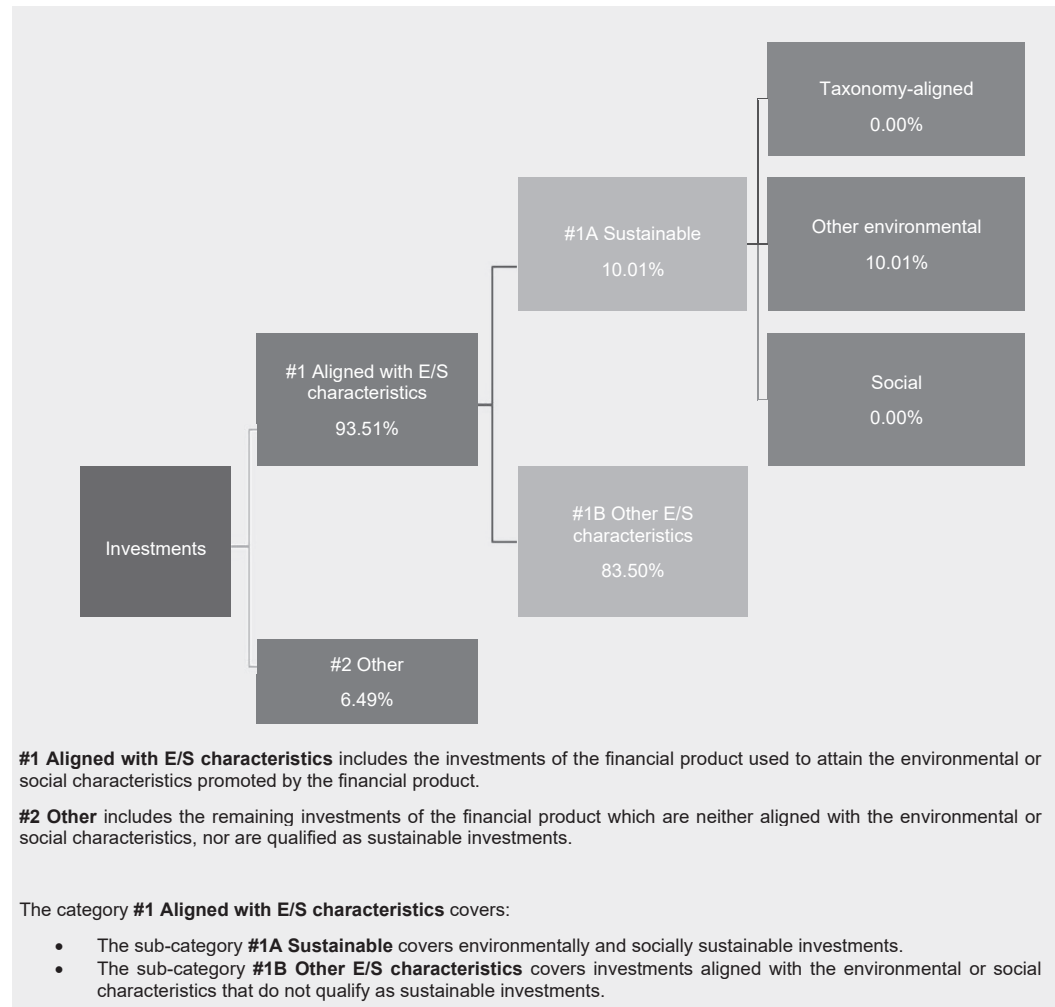 Taxonomy-aligned
0.00%
#1A Sustainable
10.01%
Other environmental
10.01%
#1 Aligned with E/S
characteristics
93.51%
Social
0.00%
Investments
#1B Other E/S
characteristics
83.50%
#2 Other
6.49%
#1 Aligned with E/S characteristics includes the investments of the financial product used to attain the environmental or
social characteristics promoted by the financial product.
#2 Other includes the remaining investments of the financial product which are neither aligned with the environmental or
social characteristics, nor are qualified as sustainable investments.
The category #1 Aligned with E/S characteristics covers:
• The sub-category #1A Sustainable covers environmentally and socially sustainable investments.
• The sub-category #1B Other E/S characteristics covers investments aligned with the environmental or social
characteristics that do not qualify as sustainable investments.